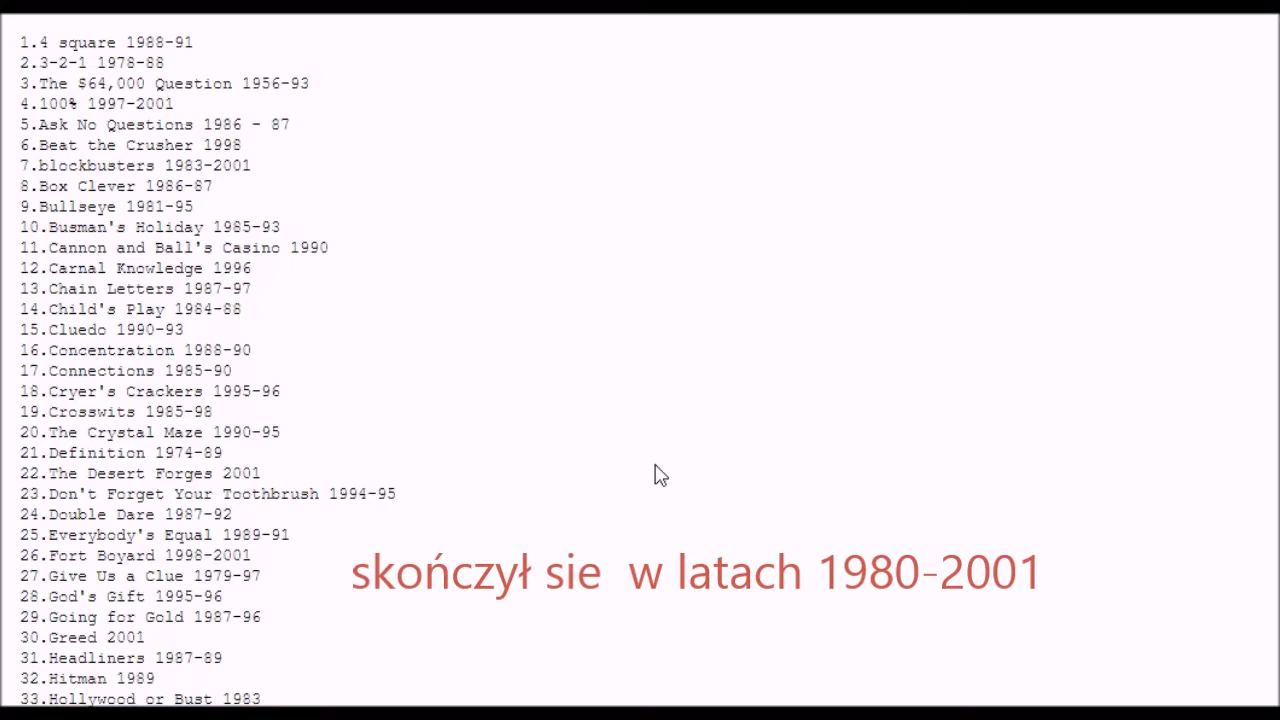 1.4 square 1988-91
2.3-2-1 1978-88
3.The $64,000 Question 1956-93
4.100% 1997-2001
5.Ask No Questions 1986 - 87
6.Beat the Crusher 1998
7.blockbusters 1983-2001
8.Box Clever 1986-87
9.Bullseye 1981-95
10.Busman's Holiday 1985-93
11.Cannon and Ball's Casino 1990
12.Carnal Knowledge 1996
13.Chain Letters 1987-97
14.Child's Play 1984-88
15.Cluedo 1990-93
16.Concentration 1988-90
17.Connections 1985-90
18.Cryer's Crackers 1995-96
19.Crosswits 1985-98
20.The Crystal Maze 1990-95
21.Definition 1974-89
22.The Desert Forges 2001
23.Don't Forget Your Toothbrush 1994-95
24.Double Dare 1987-92
25.Everybody's Equal 1989-91
26.Fort Boyard 1998-2001
27.Give Us a Clue 1979-97
skończył sie w latach 1980-2001
28.God's Gift 1995-96
29.Going for Gold 1987-96
30.Greed 2001
31.Headliners 1987-89
32.Hitman 1989
33.Hollywood or Bust 1983